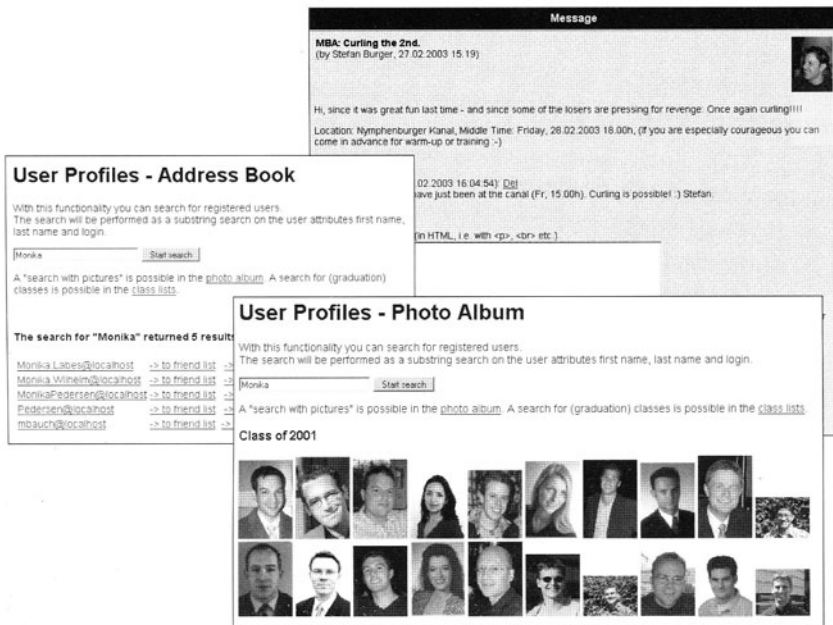 Message
MBA: Curling the 2nd.
(by Stefan Burger, 27.02.2003 15:19)
Hi, since it was great fun last time - and since some of the losers are pressing for revenge: Once again curling!!!!
Location: Nymphenburger Kanal, Middle Time: Friday, 28.02.2003 18.00h, (if you are especially courageous you can
come in advance for warm-up or training :-)
.02.2003 16:04:54): Del
ave just been at the canal (Fr, 15.00h). Curling is possible! :) Stefan.
(in HTML, i.e. with <p>, <br> etc.)
User Profiles - Address Book
With this functionality you can search for registered users.
The search will be performed as a substring search on the user attributes first name,
last name and login.
Monika Start search
A "search with pictures" is possible in the photo album. A search for (graduation)
classes is possible in the class lists.
The search for "Monika" returned 5 results
Monika.Labes@localhost -> to friend list ->
Monika.Wilhelm@localhost -> to friend list ->
MonikaPedersen@localhost -> to friend list ->
Pedersen@localhost -> to friend list ->
mbauch@localhost -> to friend list ->
User Profiles - Photo Album
With this functionality you can search for registered users.
The search will be performed as a substring search on the user attributes first name, last name and login.
Monika Start search
A "search with pictures" is possible in the photo album. A search for (graduation) classes is possible in the class lists.
Class of 2001